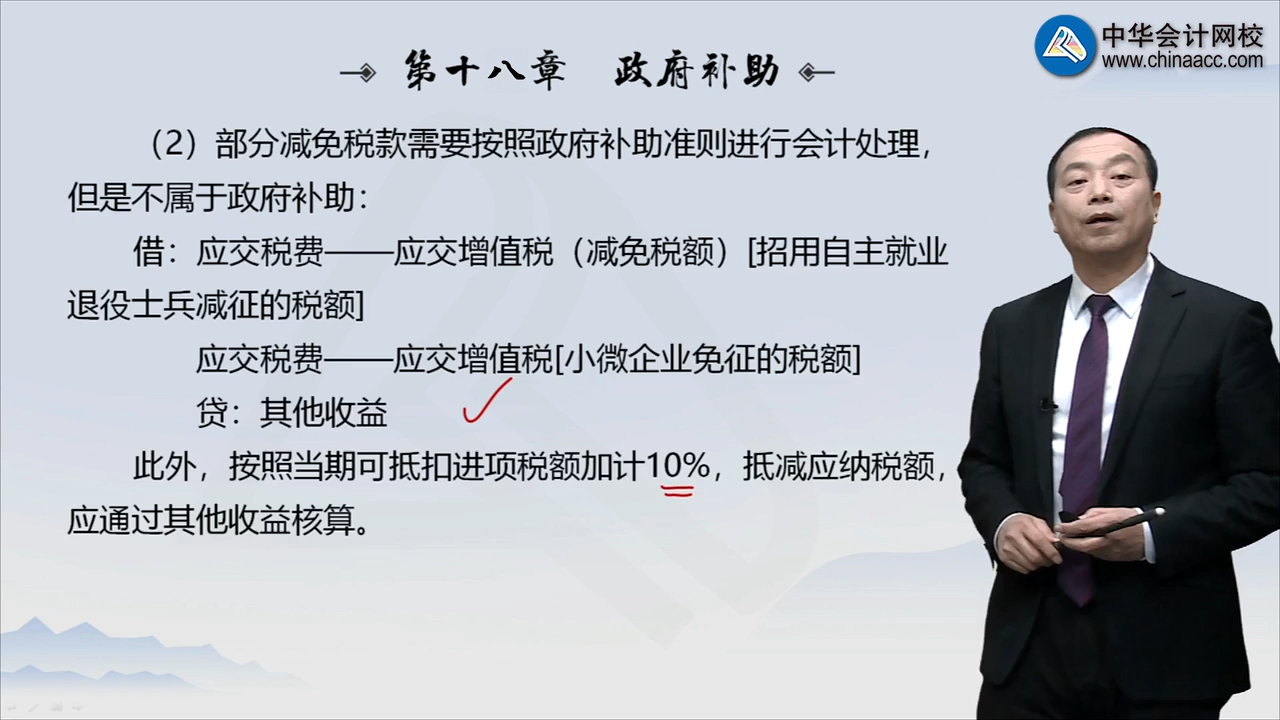 中华会计网校
www.chinaacc.com
第十八章 政府补助
（2）部分减免税款需要按照政府补助准则进行会计处理，
但是不属于政府补助：
借：应交税费——应交增值税（减免税额）[招用自主就业
退役士兵减征的税额]
应交税费——应交增值税[小微企业免征的税额]
贷：其他收益
此外，按照当期可抵扣进项税额加计10%，抵减应纳税额，
应通过其他收益核算。